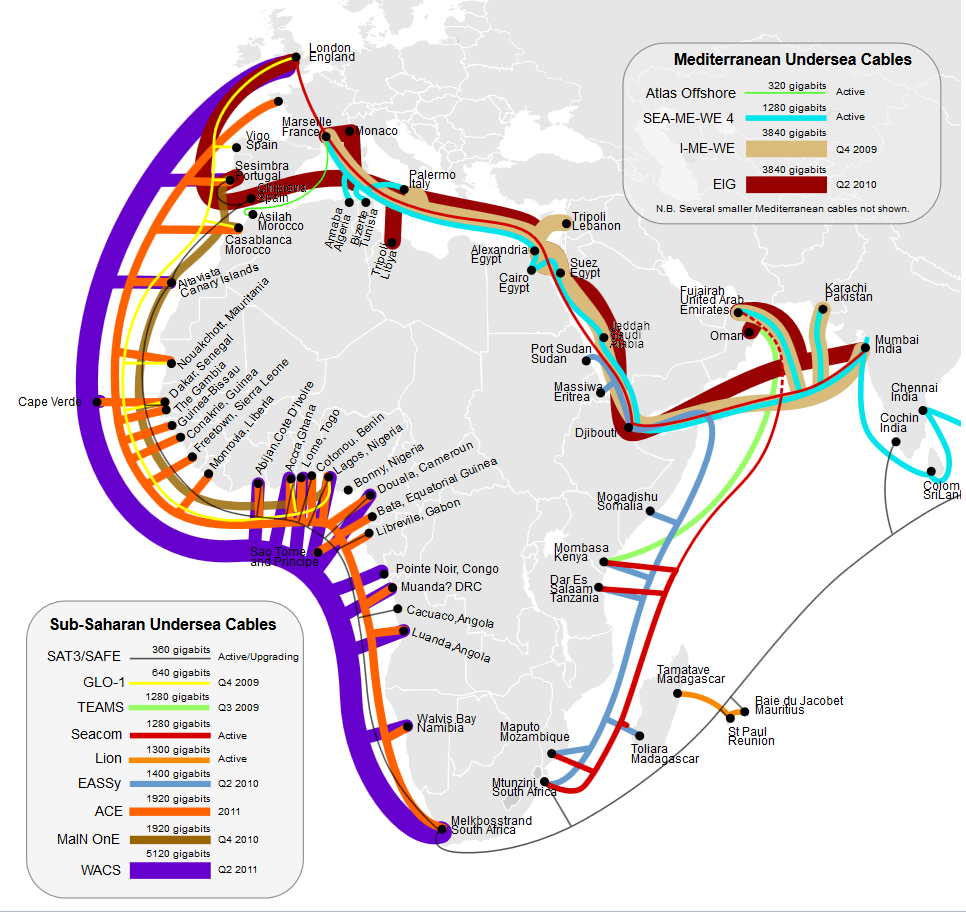 London
England
Marseille
France
Monaco
Vigo
Spain
Sesimbra
Portugal
Chipiona
Spain
Asilah
Morocco
Casablanca
Morocco
Palermo
Italy
Annaba
Algeria
Bizerte
Tunisia
Tripoli
Libya
Tripoli
Lebanon
Alexandria
Egypt
Cairo
Egypt
Suez
Egypt
Altavista
Canary Islands
Jeddah
Saudi
Arabia
Port Sudan
Sudan
Massiwa
Eritrea
Djibouti
Fujairah
United Arab
Emirates
Oman
Karachi
Pakistan
Mumbai
India
Chennai
India
Cochin
India
Colom
SriLan
Nouakchott, Mauritania
Dakar, Senegal
The Gambia
Guinea-Bissau
Conakrie, Guinea
Freetown, Sierra Leone
Monrovia, Liberia
Cape Verde
Abijan,Cote D'Ivoire
Accra,Ghana
Lome, Togo
Cotonou, Benin
Lagos, Nigeria
Bonny, Nigeria
Douala, Cameroun
Bata, Equatorial Guinea
Libreville, Gabon
Sao Tome
and Principe
Pointe Noir, Congo
Muanda? DRC
Cacuaco,Angola
Luanda,Angola
Walvis Bay
Namibia
Melkbosstrand
South Africa
Mogadishu
Somalia
Mombasa
Kenya
Dar Es
Salaam
Tanzania
Tamatave
Madagascar
Baie du Jacobet
Mauritius
St Paul
Reunion
Toliara
Madagascar
Maputo
Mozambique
Mtunzini
South Africa
Mediterranean Undersea Cables
Atlas Offshore 320 gigabits Active
SEA-ME-WE 4 1280 gigabits Active
I-ME-WE 3840 gigabits Q4 2009
EIG 3840 gigabits Q2 2010
N.B. Several smaller Mediterranean cables not shown.
Sub-Saharan Undersea Cables
SAT3/SAFE 360 gigabits Active/Upgrading
GLO-1 640 gigabits Q4 2009
TEAMS 1280 gigabits Q3 2009
Seacom 1280 gigabits Active
Lion 1300 gigabits Active
EASSy 1400 gigabits Q2 2010
ACE 1920 gigabits 2011
MaIN OnE 1920 gigabits Q4 2010
WACS 5120 gigabits Q2 2011